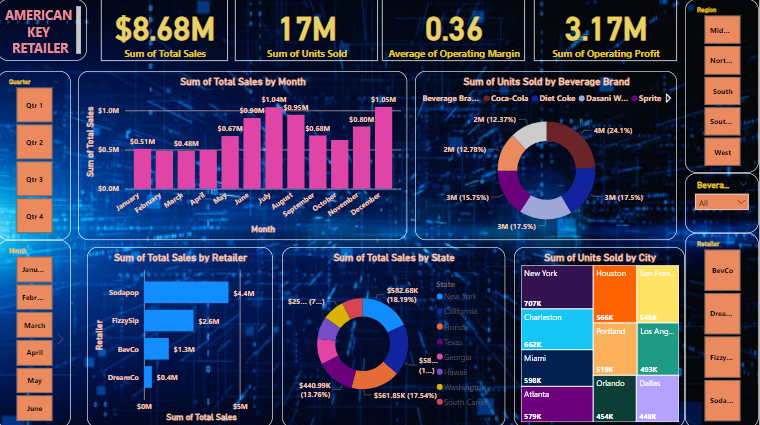 AMERICAN
KEY
RETAILER
$8.68M
Sum of Total Sales
17M
Sum of Units Sold
0.36
Average of Operating Margin
3.17M
Sum of Operating Profit
Region
Mid...
Nort...
South
Sout...
West
Quarter
Qtr 1
Qtr 2
Qtr 3
Qtr 4
Sum of Total Sales by Month
Sum of Total Sales
$1.0M
$0.5M
$0.0M
$0.51M
$0.48M
$0.67M
$0.90M
$1.04M
$0.95M
$0.68M
$0.80M
$1.05M
January
February
March
April
May
June
July
August
September
October
November
December
Month
Sum of Units Sold by Beverage Brand
Beverage Bra... Coca-Cola Diet Coke Dasani W... Sprite
4M (24.1%)
3M (17.5%)
3M (17.5%)
3M (15.75%)
2M (12.78%)
2M (12.37%)
Bevera...
All
Month
Janu...
Febr...
March
April
May
June
Sum of Total Sales by Retailer
Retailer
Sodapop $4.4M
FizzySip $2.6M
BevCo $1.3M
DreamCo $0.4M
$0M $5M
Sum of Total Sales
Sum of Total Sales by State
$582.68K
(18.19%)
$58...
(1...)
$561.85K (17.54%)
$440.99K
(13.76%)
$25... (7...)
State
New York
California
Florida
Texas
Georgia
Hawaii
Washington
South Carol...
Sum of Units Sold by City
New York
707K
Charleston
662K
Miami
598K
Atlanta
579K
Houston
566K
San Fran...
545K
Portland
519K
Los Ang...
493K
Orlando
454K
Dallas
448K
Retailer
BevCo
Drea...
Fizzy...
Soda...